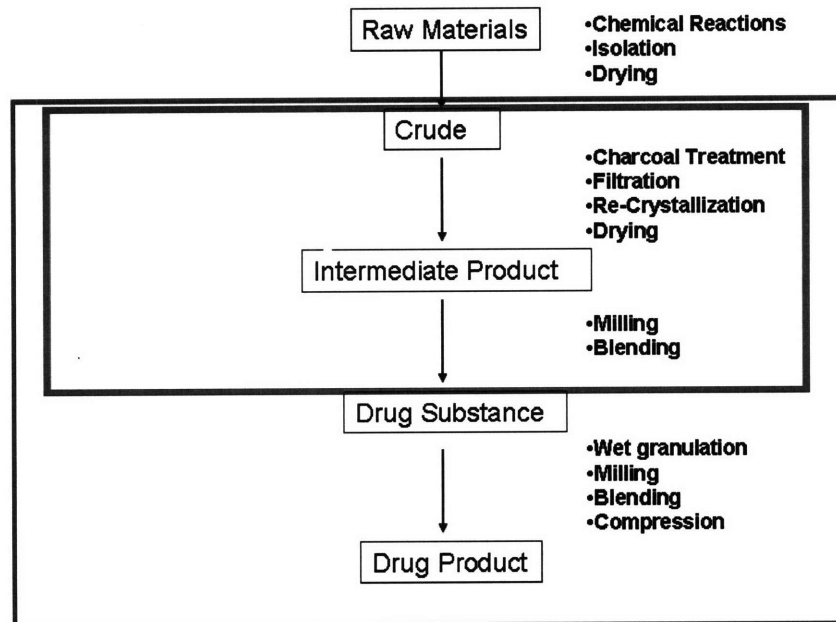 Raw Materials
•Chemical Reactions
•Isolation
•Drying
Crude
•Charcoal Treatment
•Filtration
•Re-Crystallization
•Drying
Intermediate Product
•Milling
•Blending
Drug Substance
•Wet granulation
•Milling
•Blending
•Compression
Drug Product